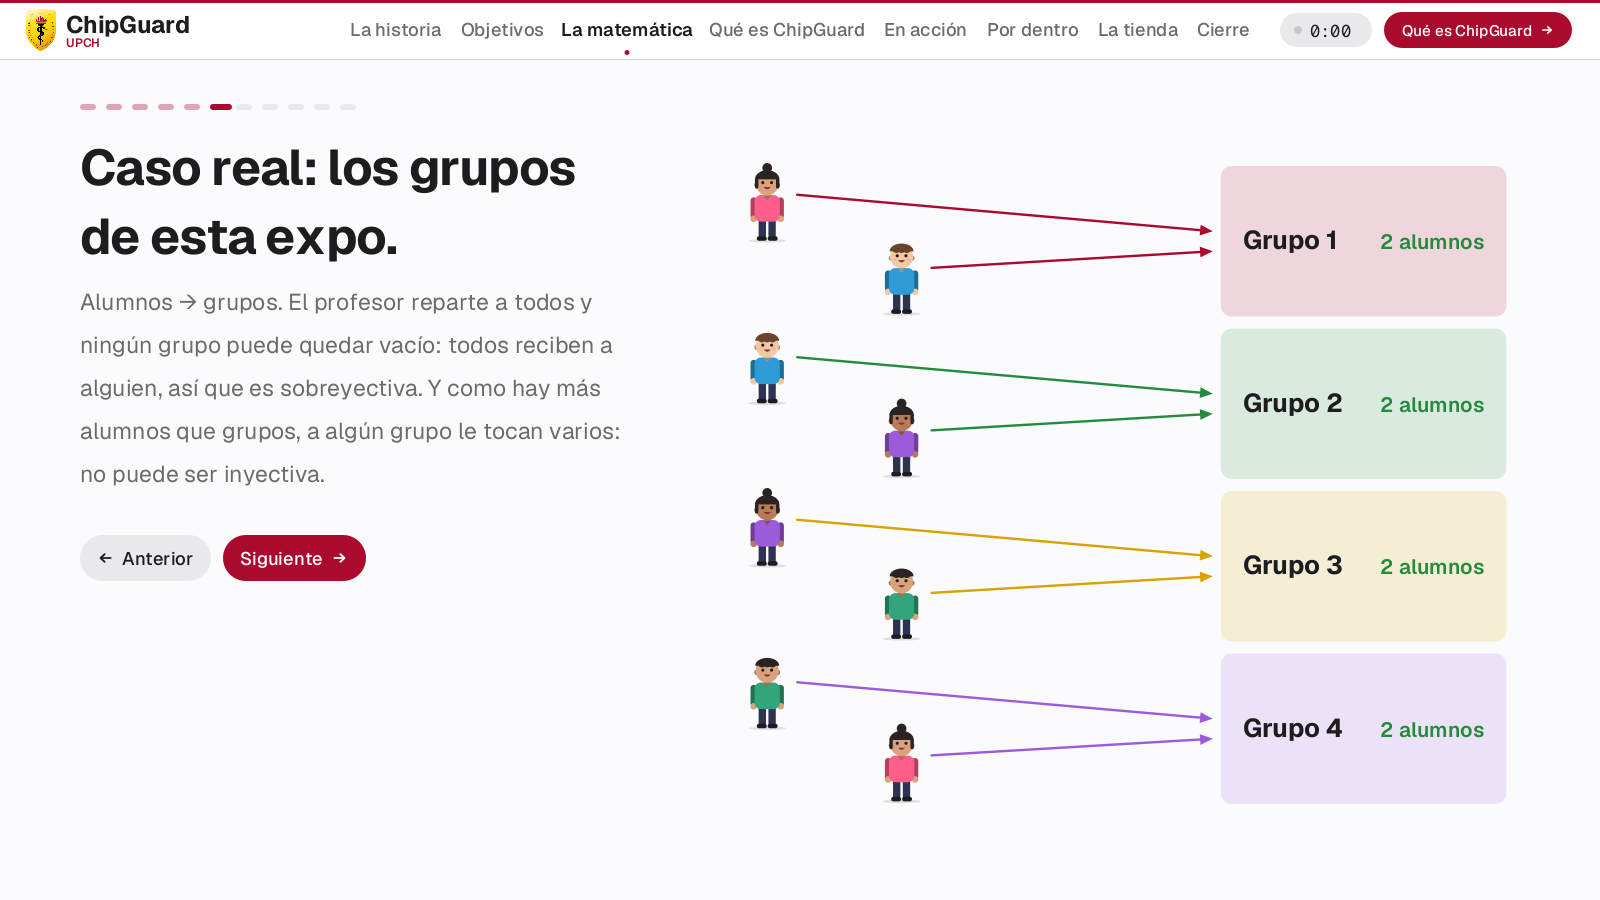 ChipGuard
UPCH
La historia
Objetivos
La matemática
Qué es ChipGuard
En acción
Por dentro
La tienda
Cierre
0:00
Qué es ChipGuard →
Caso real: los grupos
de esta expo.
Alumnos → grupos. El profesor reparte a todos y
ningún grupo puede quedar vacío: todos reciben a
alguien, así que es sobreyectiva. Y como hay más
alumnos que grupos, a algún grupo le tocan varios:
no puede ser inyectiva.
← Anterior
Siguiente →
Grupo 1 2 alumnos
Grupo 2 2 alumnos
Grupo 3 2 alumnos
Grupo 4 2 alumnos